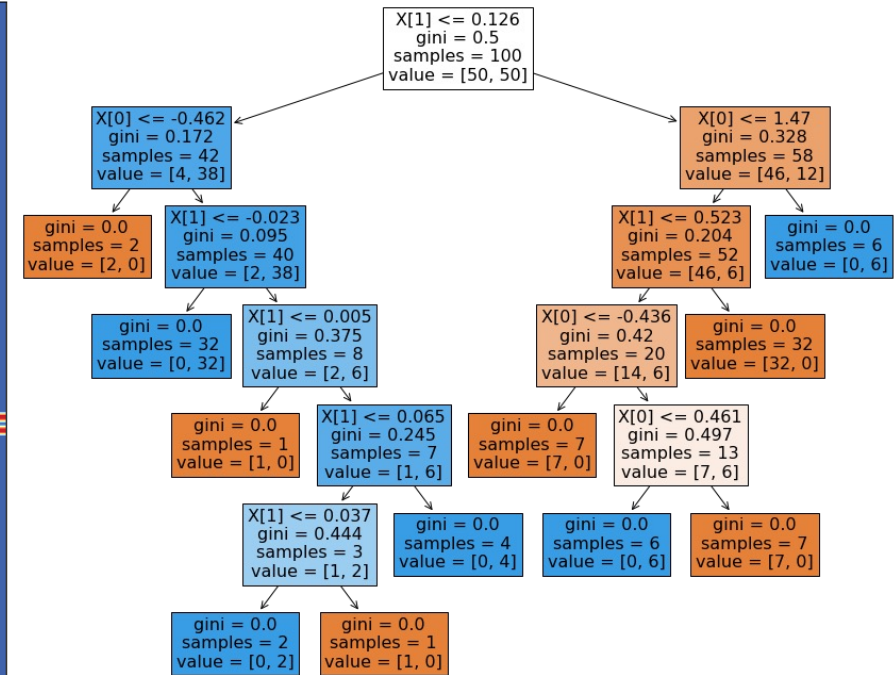 X[1] <= 0.126
gini = 0.5
samples = 100
value = [50, 50]
X[0] <= -0.462
gini = 0.172
samples = 42
value = [4, 38]
X[0] <= 1.47
gini = 0.328
samples = 58
value = [46, 12]
gini = 0.0
samples = 2
value = [2, 0]
X[1] <= -0.023
gini = 0.095
samples = 40
value = [2, 38]
X[1] <= 0.523
gini = 0.204
samples = 52
value = [46, 6]
gini = 0.0
samples = 6
value = [0, 6]
gini = 0.0
samples = 32
value = [0, 32]
X[1] <= 0.005
gini = 0.375
samples = 8
value = [2, 6]
X[0] <= -0.436
gini = 0.42
samples = 20
value = [14, 6]
gini = 0.0
samples = 32
value = [32, 0]
gini = 0.0
samples = 1
value = [1, 0]
X[1] <= 0.065
gini = 0.245
samples = 7
value = [1, 6]
gini = 0.0
samples = 7
value = [7, 0]
X[0] <= 0.461
gini = 0.497
samples = 13
value = [7, 6]
X[1] <= 0.037
gini = 0.444
samples = 3
value = [1, 2]
gini = 0.0
samples = 4
value = [0, 4]
gini = 0.0
samples = 6
value = [0, 6]
gini = 0.0
samples = 7
value = [7, 0]
gini = 0.0
samples = 2
value = [0, 2]
gini = 0.0
samples = 1
value = [1, 0]